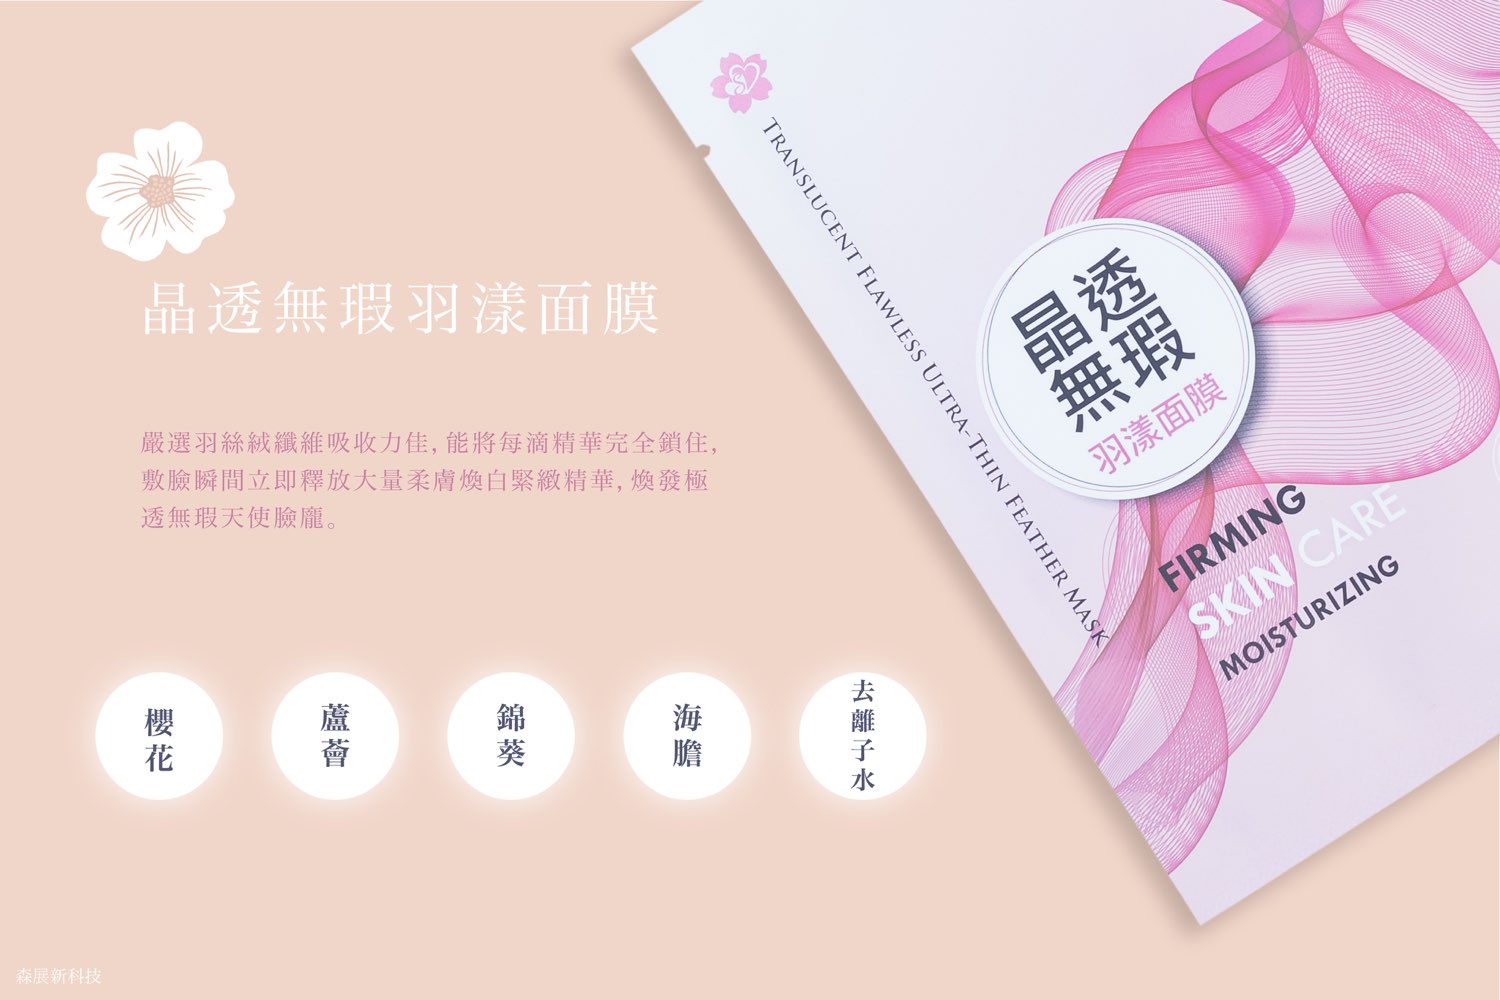 晶透無瑕羽漾面膜
嚴選羽絲絨纖維吸收力佳，能將每滴精華完全鎖住，
敷臉瞬間立即釋放大量柔膚煥白緊緻精華，煥發極
透無瑕天使臉龐。
櫻花
蘆薈
錦葵
海膽
去離子水
森展新科技
TRANSLUCENT FLAWLESS ULTRA-THIN FEATHER MASK
晶透
無瑕
羽漾面膜
FIRMING
SKIN CARE
MOISTURIZING